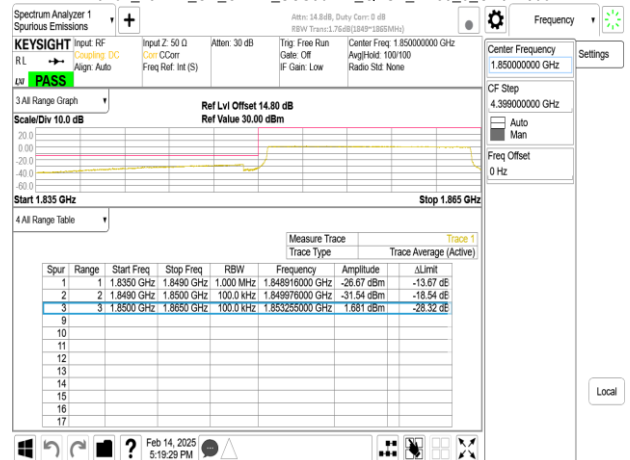 Spectrum Analyzer 1
Spurious Emissions
Attn: 14.8dB, Duty Corr: 0 dB
RBW Trans:1.76dB(1849~1865MHz)
Frequency
KEYSIGHT Input: RF Input Z: 50 Ω Atten: 30 dB Trig: Free Run Center Freq: 1.850000000 GHz
RL Coupling: DC Corr CCorr Gate: Off Avg|Hold: 100/100
Align: Auto Freq Ref: Int (S) IF Gain: Low Radio Std: None
LXI PASS
Center Frequency
1.850000000 GHz
Settings
CF Step
4.399000000 GHz
Auto
Man
Freq Offset
0 Hz
3 All Range Graph
Ref Lvl Offset 14.80 dB
Scale/Div 10.0 dB Ref Value 30.00 dBm
20.0
0.00
-20.0
-40.0
-60.0
Start 1.835 GHz Stop 1.865 GHz
4 All Range Table
Measure Trace Trace 1
Trace Type Trace Average (Active)
Spur Range Start Freq Stop Freq RBW Frequency Amplitude ΔLimit
1 1 1.8350 GHz 1.8490 GHz 1.000 MHz 1.848916000 GHz -26.67 dBm -13.67 dB
2 2 1.8490 GHz 1.8500 GHz 100.0 kHz 1.849976000 GHz -31.54 dBm -18.54 dB
3 3 1.8500 GHz 1.8650 GHz 100.0 kHz 1.853255000 GHz 1.681 dBm -28.32 dB
9
10
11
12
13
14
15
16
17
Local
Feb 14, 2025
5:19:29 PM